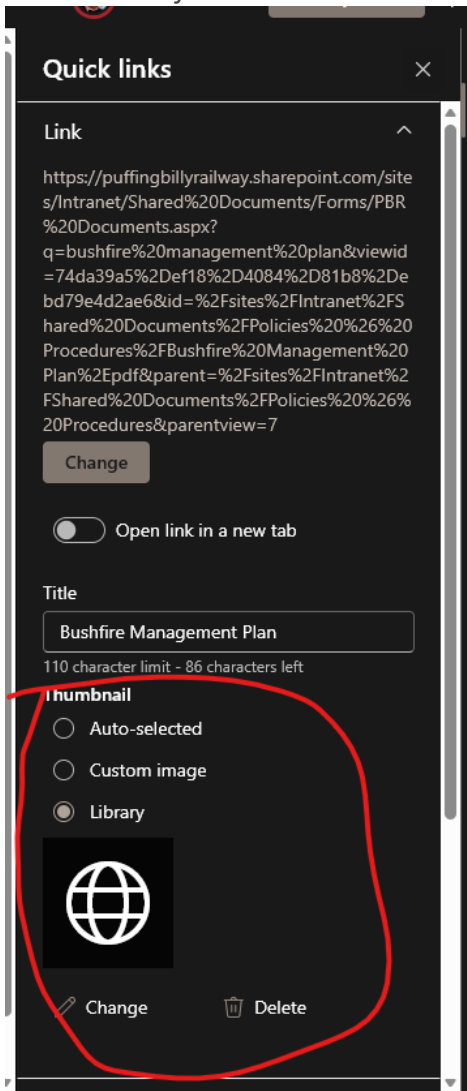 Quick links
Link
https://puffingbillyrailway.sharepoint.com/site
s/Intranet/Shared%20Documents/Forms/PBR
%20Documents.aspx?
q=bushfire%20management%20plan&viewid
=74da39a5%2Def18%2D4084%2D81b8%2De
bd79e4d2ae6&id=%2Fsites%2FIntranet%2FS
hared%20Documents%2FPolicies%20%26%20
Procedures%2FBushfire%20Management%20
Plan%2Epdf&parent=%2Fsites%2FIntranet%2
FShared%20Documents%2FPolicies%20%26%
20Procedures&parentview=7
Change
Open link in a new tab
Title
Bushfire Management Plan
110 character limit - 86 characters left
Thumbnail
Auto-selected
Custom image
Library
Change
Delete